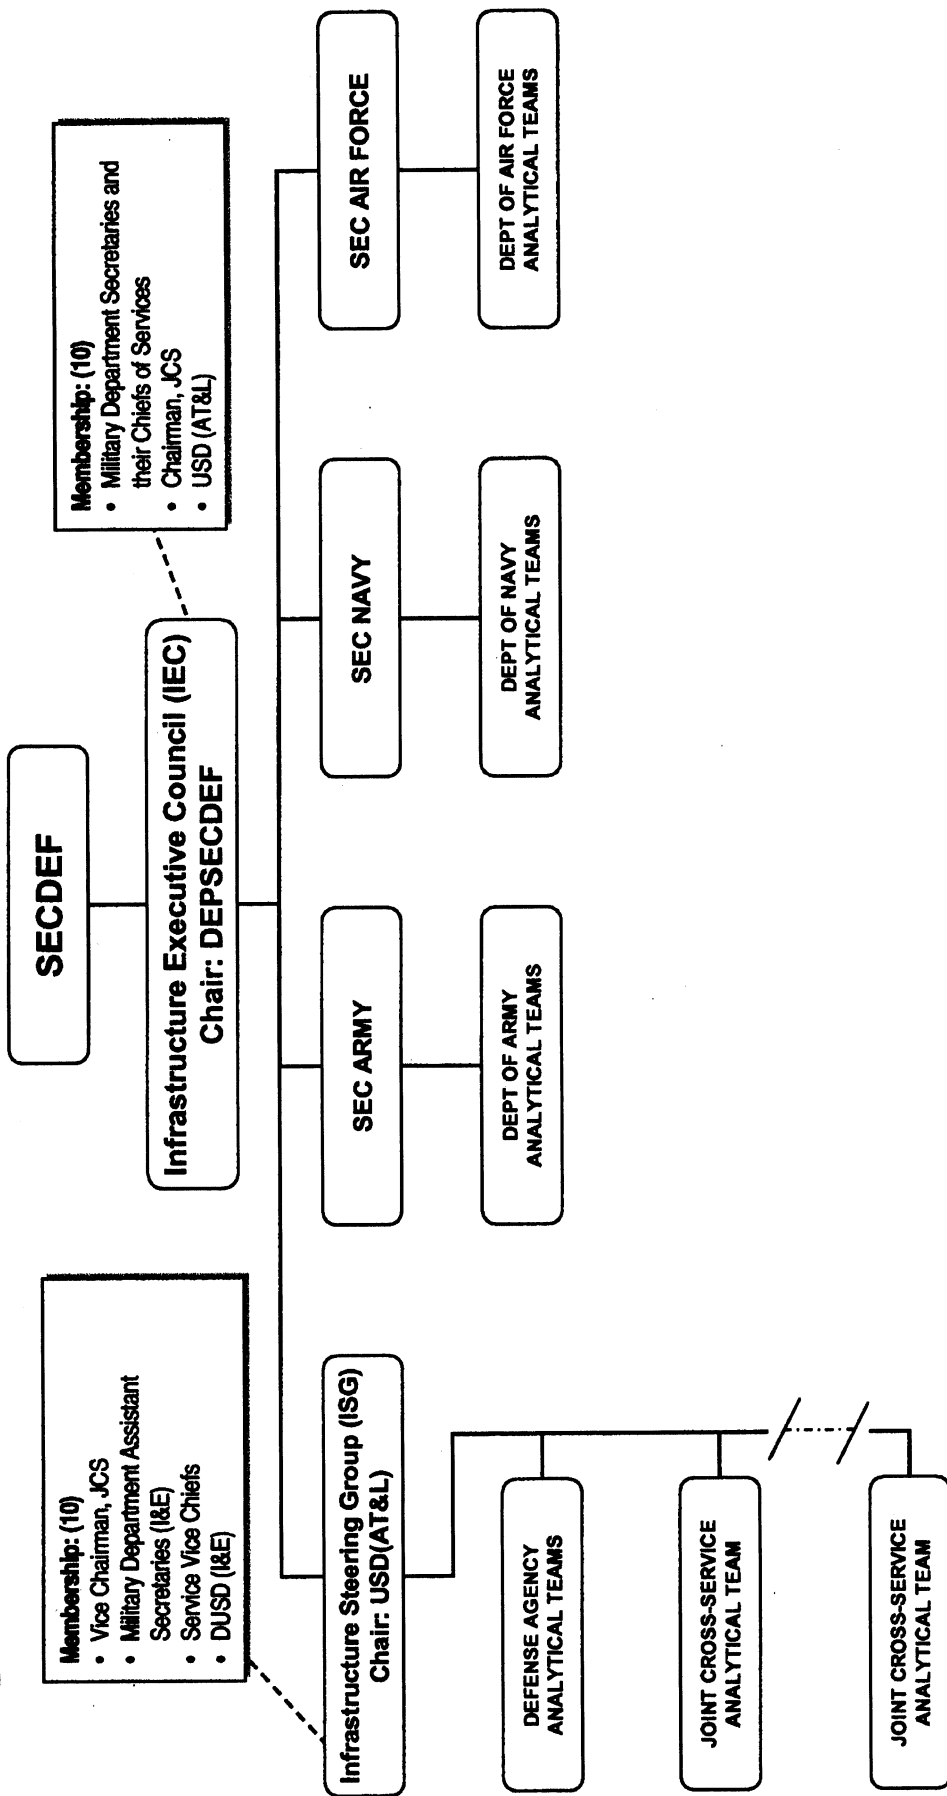 SECDEF
Infrastructure Executive Council (IEC)
Chair: DEPSECDEF
Membership: (10)
• Military Department Secretaries and
their Chiefs of Services
• Chairman, JCS
• USD (AT&L)
Membership: (10)
• Vice Chairman, JCS
• Military Department Assistant
Secretaries (I&E)
• Service Vice Chiefs
• DUSD (I&E)
Infrastructure Steering Group (ISG)
Chair: USD(AT&L)
SEC ARMY
SEC NAVY
SEC AIR FORCE
DEFENSE AGENCY
ANALYTICAL TEAMS
DEPT OF ARMY
ANALYTICAL TEAMS
DEPT OF NAVY
ANALYTICAL TEAMS
DEPT OF AIR FORCE
ANALYTICAL TEAMS
JOINT CROSS-SERVICE
ANALYTICAL TEAM
JOINT CROSS-SERVICE
ANALYTICAL TEAM